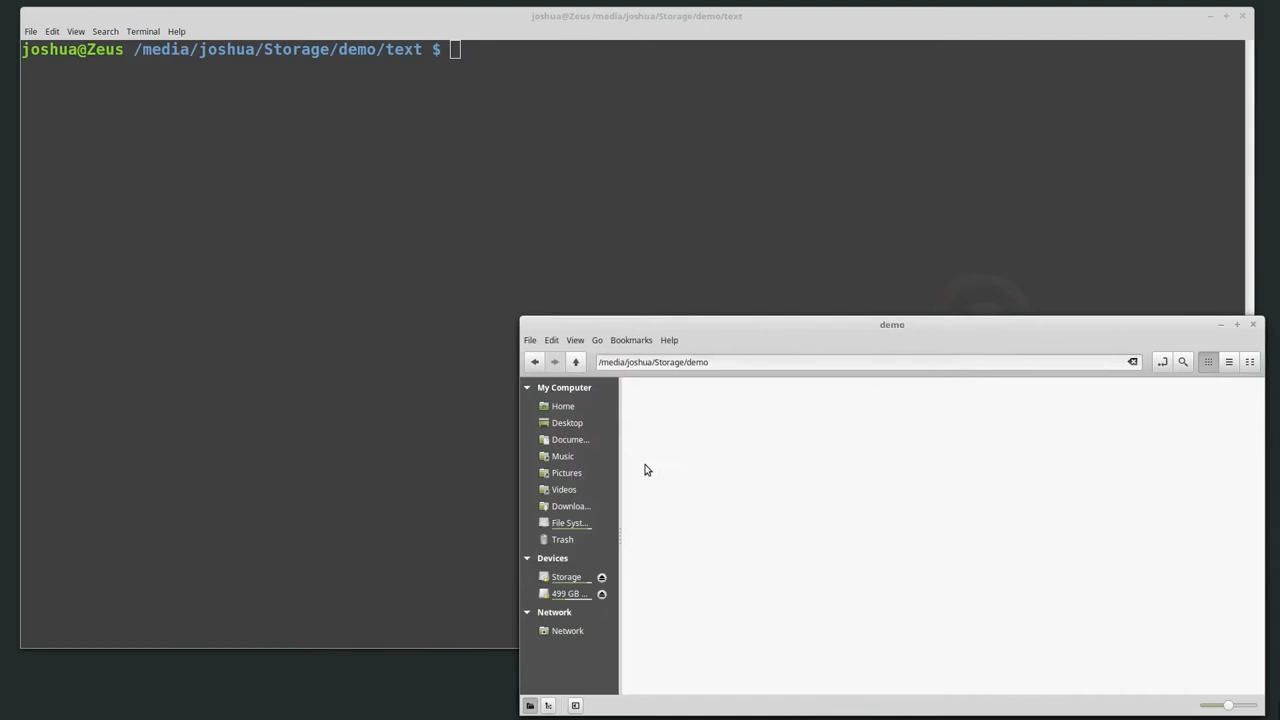 joshua@Zeus /media/joshua/Storage/demo/text
File Edit View Search Terminal Help
joshua@Zeus /media/joshua/Storage/demo/text $
demo
File Edit View Go Bookmarks Help
/media/joshua/Storage/demo
My Computer
Home
Desktop
Docume...
Music
Pictures
Videos
Downloa...
File Syst...
Trash
Devices
Storage
499 GB ...
Network
Network